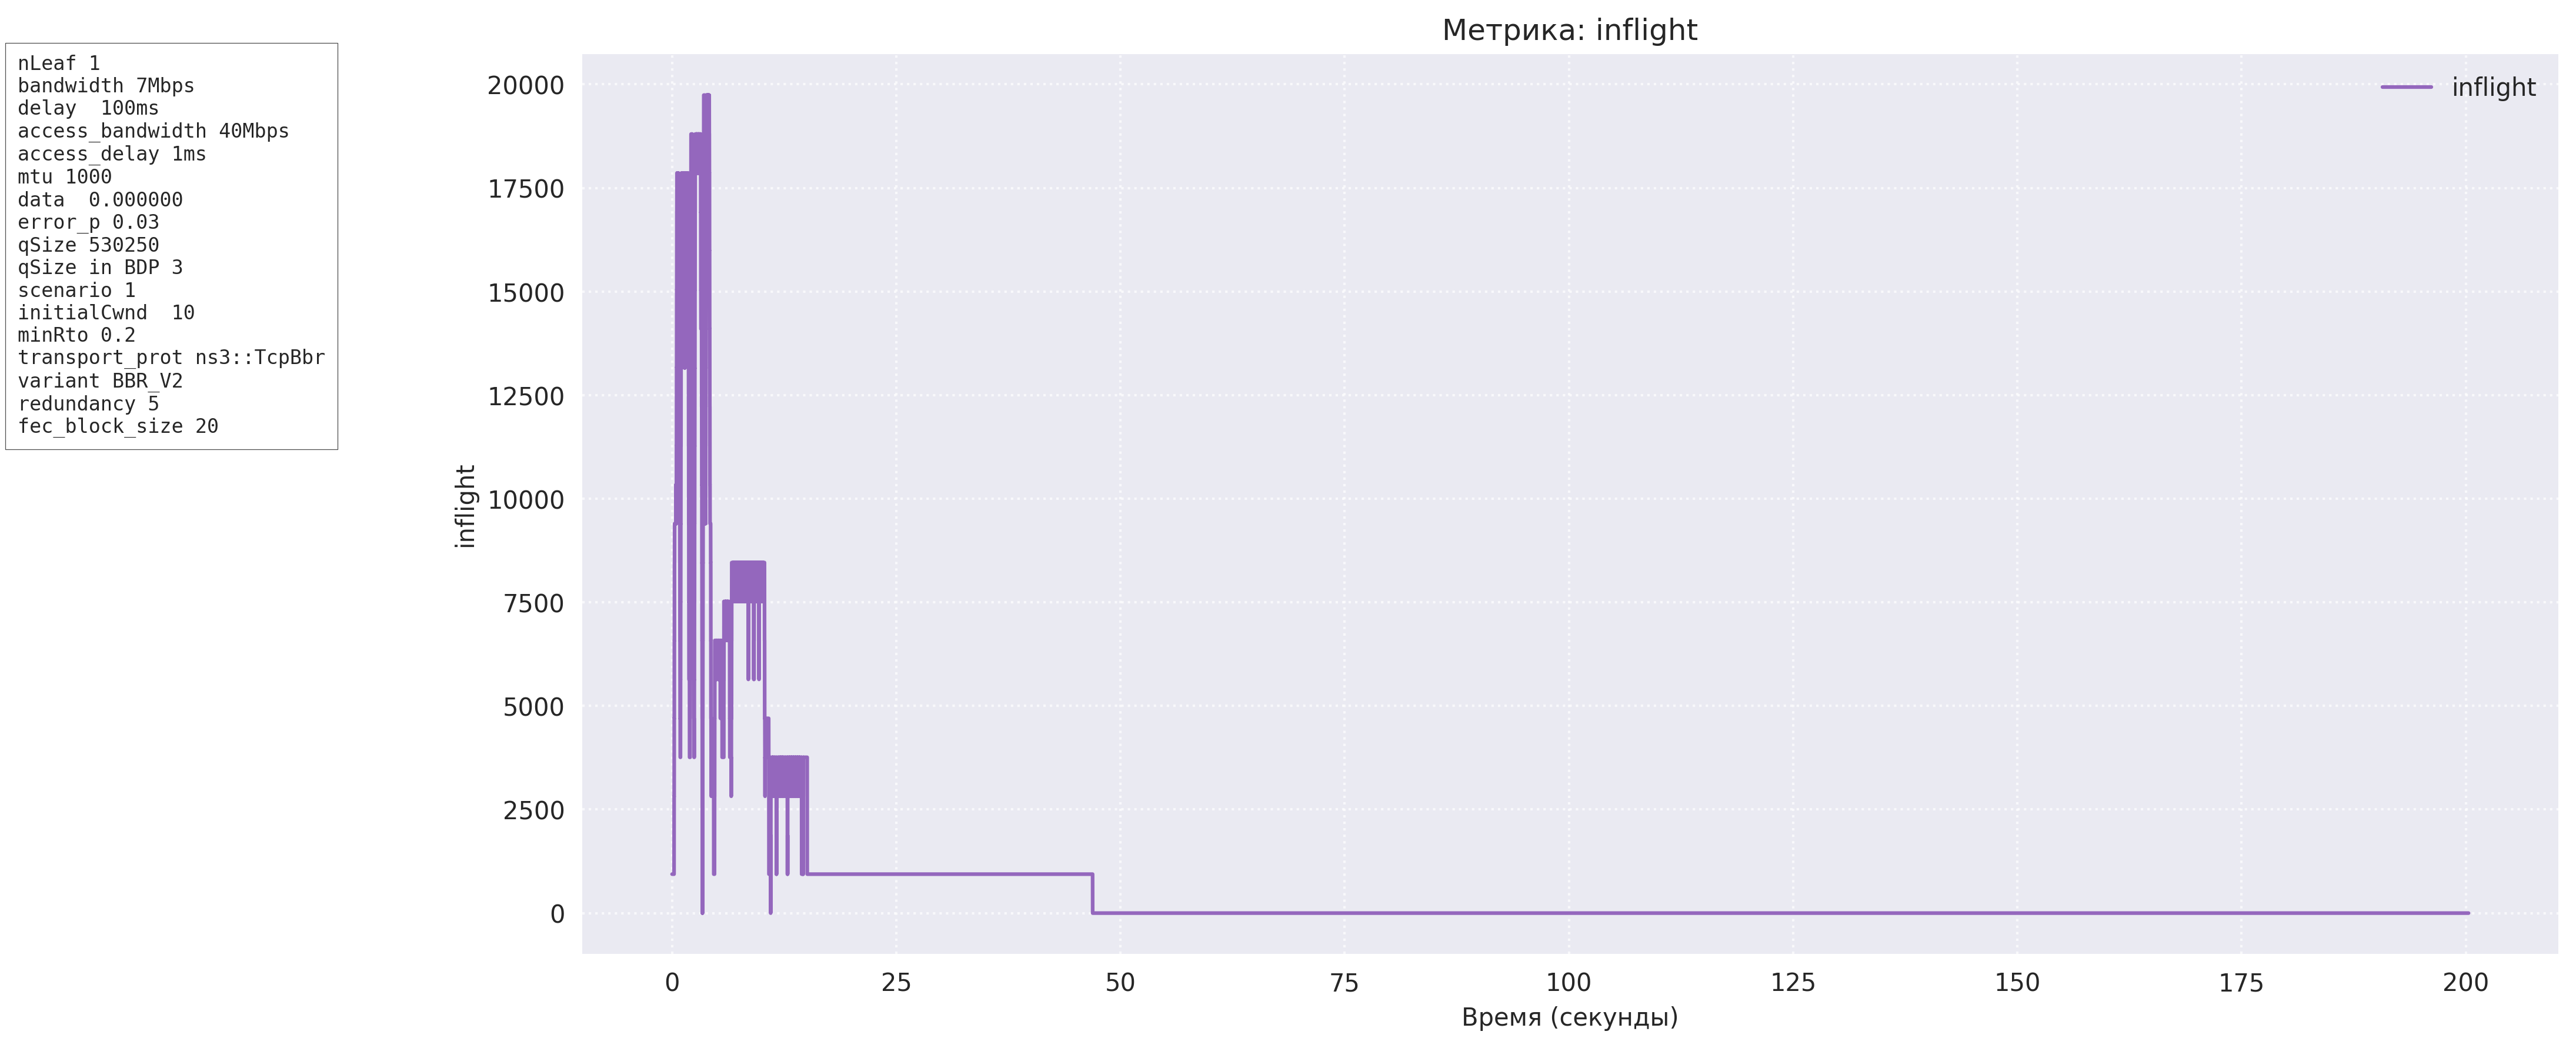 Метрика: inflight
nLeaf 1
bandwidth 7Mbps
delay  100ms
access_bandwidth 40Mbps
access_delay 1ms
mtu 1000
data  0.000000
error_p 0.03
qSize 530250
qSize in BDP 3
scenario 1
initialCwnd  10
minRto 0.2
transport_prot ns3::TcpBbr
variant BBR_V2
redundancy 5
fec_block_size 20
inflight
inflight
20000
17500
15000
12500
10000
7500
5000
2500
0
0 25 50 75 100 125 150 175 200
Время (секунды)